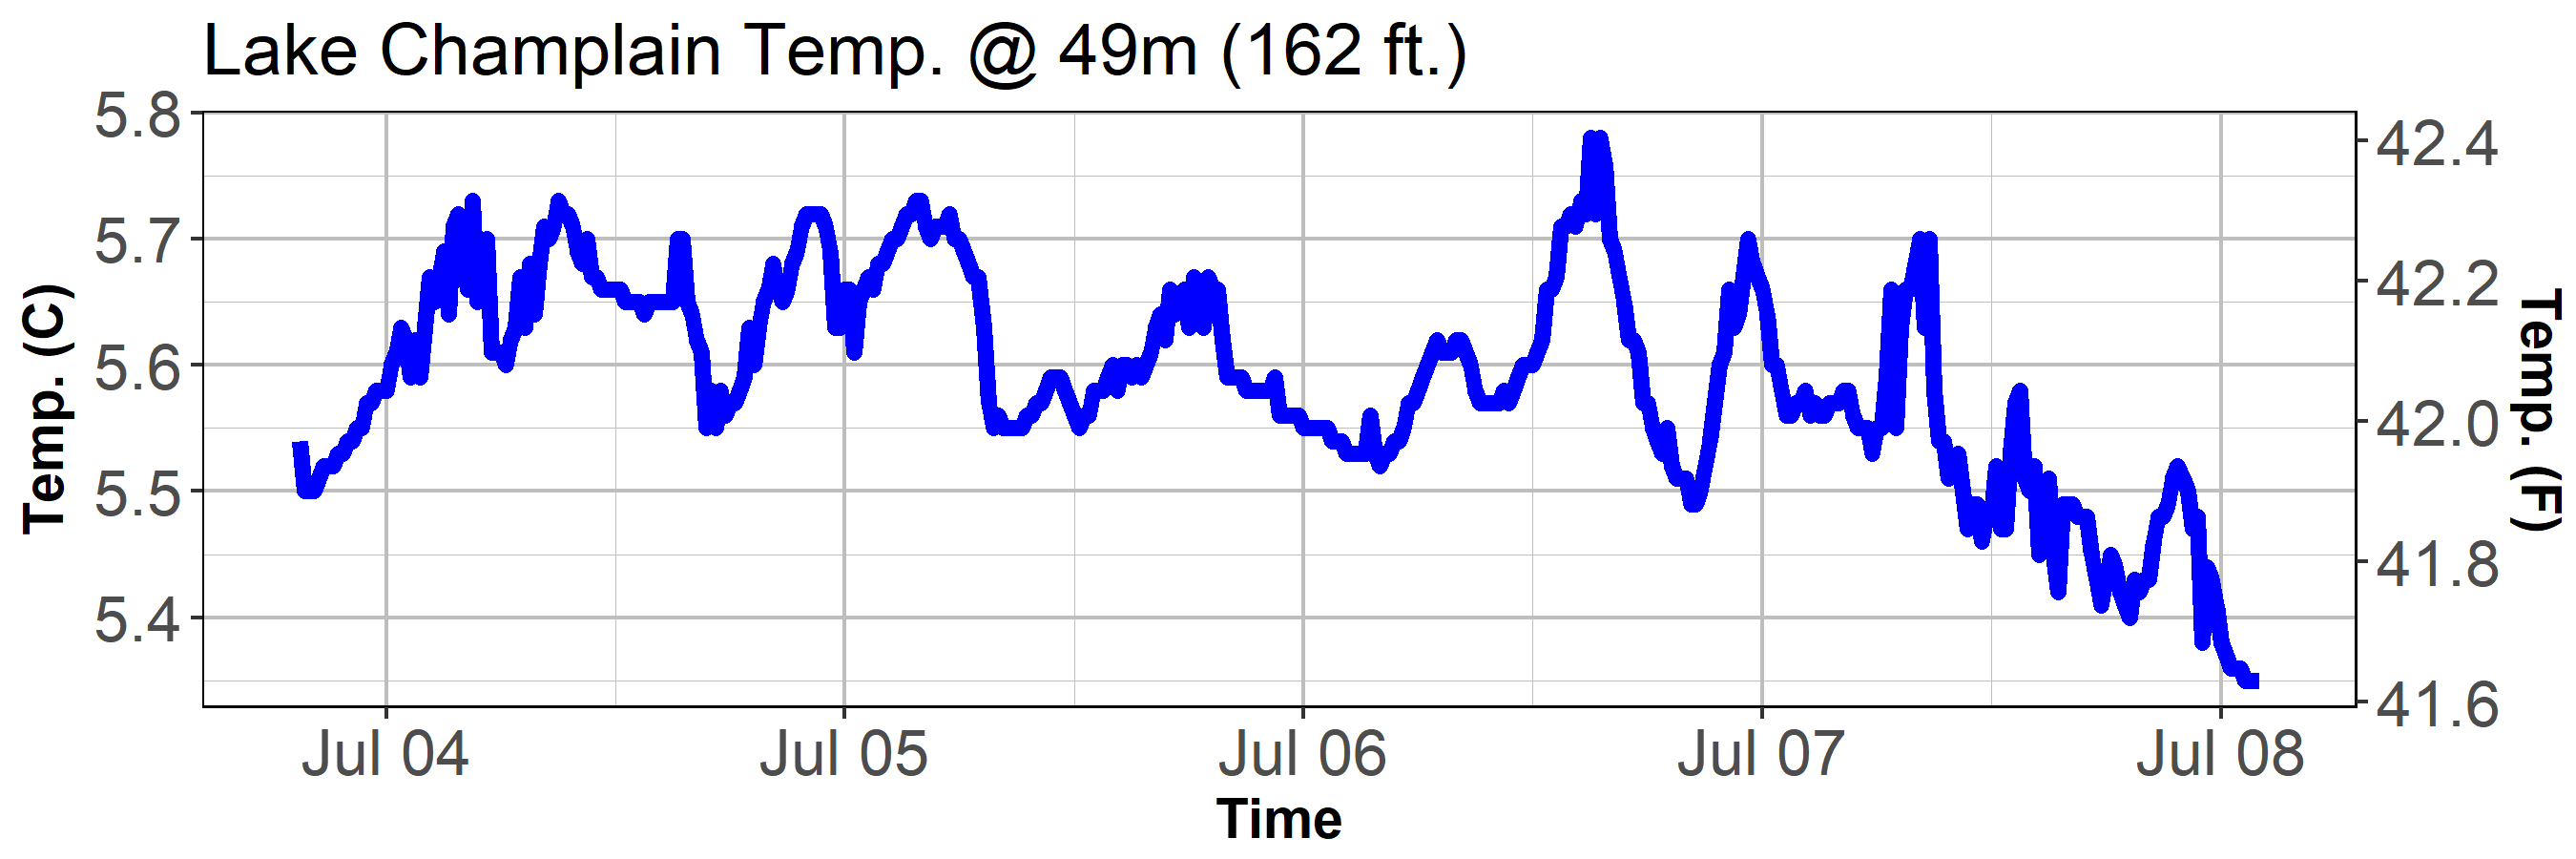 Lake Champlain Temp. @ 49m (162 ft.)
Temp. (C)
5.8
5.7
5.6
5.5
5.4
42.4
42.2
42.0
41.8
41.6
Temp. (F)
Jul 04 Jul 05 Jul 06 Jul 07 Jul 08
Time